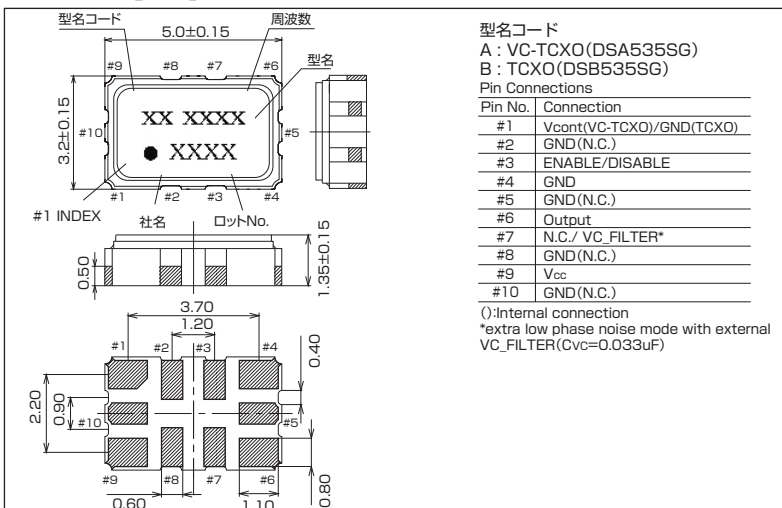 型名コード
周波数
5.0±0.15
#9
#8
#7
#6
型名
XX XXXX
XXXX
#10
#5
3.2±0.15
#1
#2
#3
#4
#1 INDEX
社名
ロットNo.
0.50
1.35±0.15
3.70
1.20
#1
#2
#3
#4
0.40
2.20
0.90
#10
#5
#9
#8
#7
#6
0.60
1.10
0.80
型名コード
A : VC-TCXO(DSA535SG)
B : TCXO(DSB535SG)
Pin Connections
Pin No. Connection
#1 Vcont(VC-TCXO)/GND(TCXO)
#2 GND(N.C.)
#3 ENABLE/DISABLE
#4 GND
#5 GND(N.C.)
#6 Output
#7 N.C./ VC_FILTER*
#8 GND(N.C.)
#9 Vcc
#10 GND(N.C.)
():Internal connection
*extra low phase noise mode with external
VC_FILTER(Cvc=0.033uF)